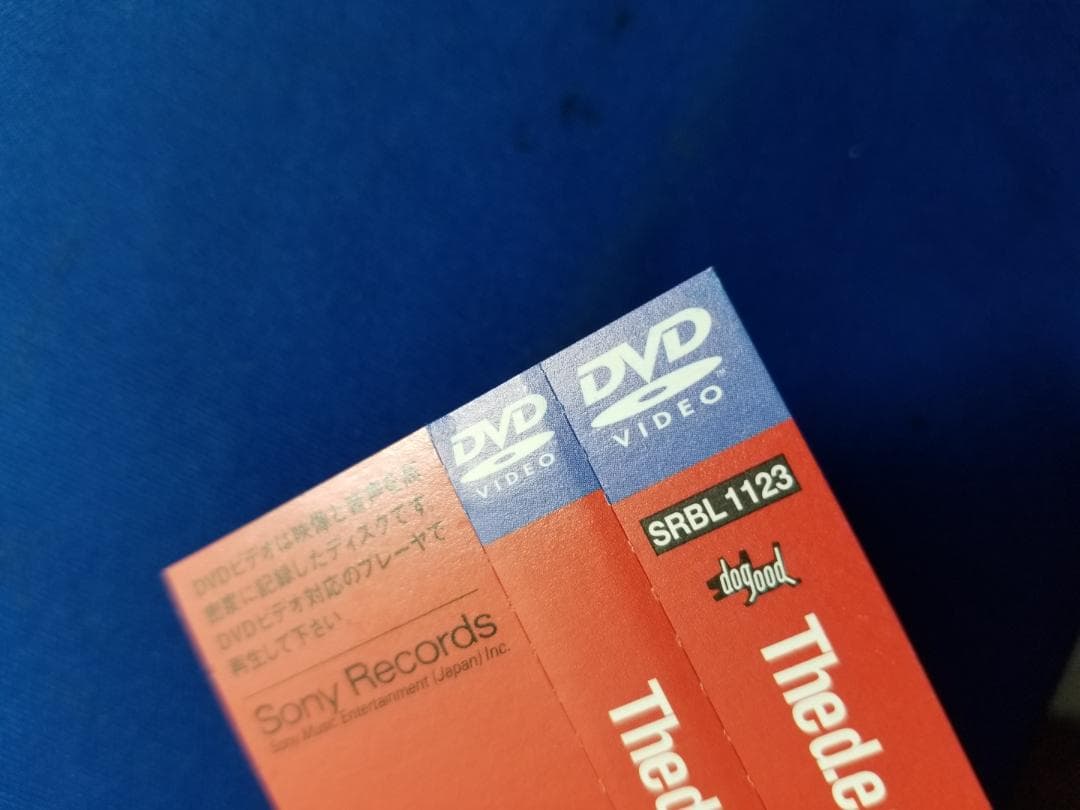 DVDビデオは映像と音声を高
密度に記録したディスクです
DVDビデオ対応のプレーヤで
再生して下さい
Sony Records
Sony Music Entertainment (Japan) Inc.
DVD
VIDEO
The d
DVD
VIDEO
TM
SRBL 1123
dogood
The d.e